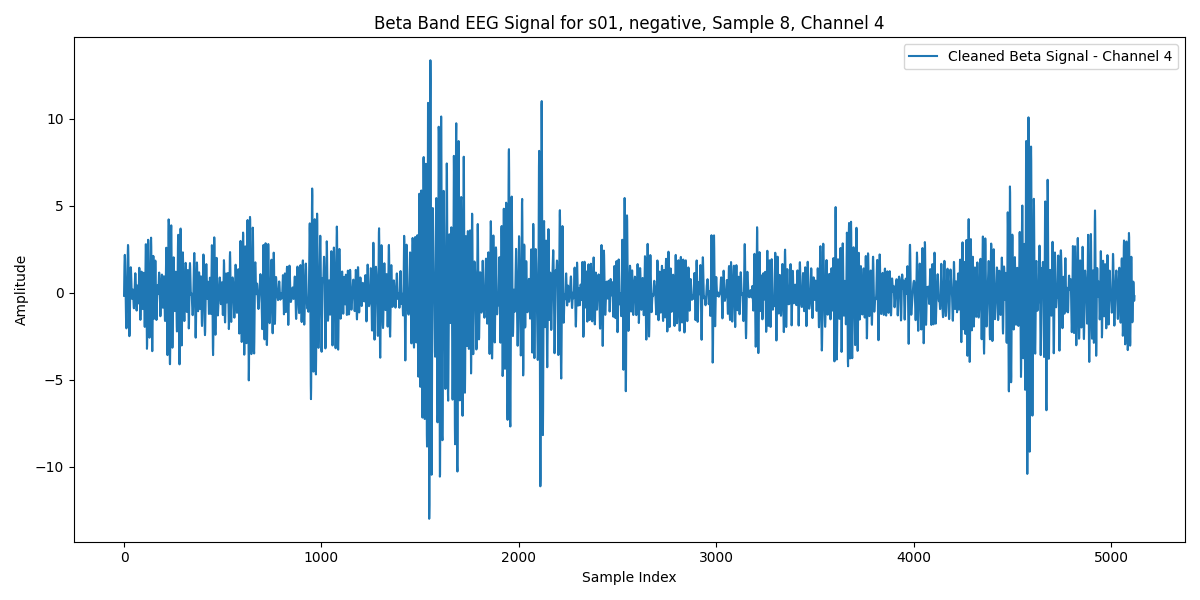 Beta Band EEG Signal for s01, negative, Sample 8, Channel 4
Cleaned Beta Signal - Channel 4
Amplitude
10
5
0
−5
−10
0 1000 2000 3000 4000 5000
Sample Index